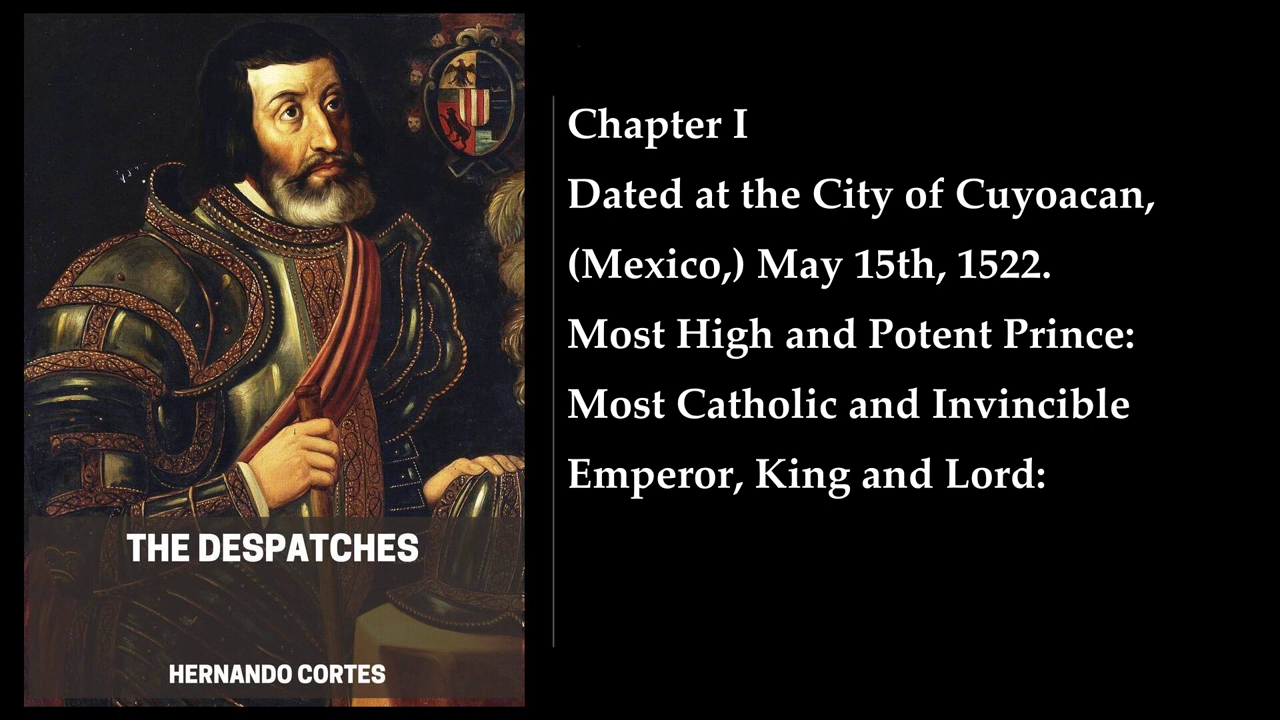 THE DESPATCHES
HERNANDO CORTES
Chapter I
Dated at the City of Cuyoacan,
(Mexico,) May 15th, 1522.
Most High and Potent Prince:
Most Catholic and Invincible
Emperor, King and Lord: